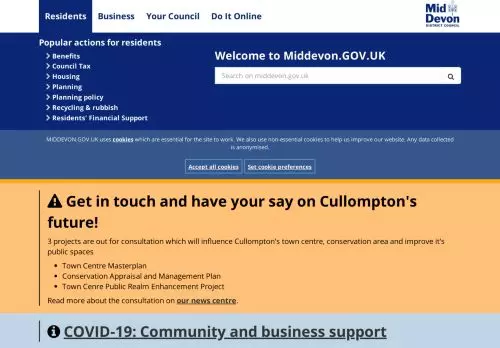 Residents Business Your Council Do It Online
Mid Devon
DISTRICT COUNCIL
Popular actions for residents
Benefits
Council Tax
Housing
Planning
Planning policy
Recycling & rubbish
Residents' Financial Support
Welcome to Middevon.GOV.UK
Search on middevon.gov.uk
MIDDEVON.GOV.UK uses cookies which are essential for the site to work. We also use non-essential cookies to help us improve our website. Any data collected
is anonymised.
Accept all cookies Set cookie preferences
Get in touch and have your say on Cullompton's
future!
3 projects are out for consultation which will influence Cullompton's town centre, conservation area and improve it's
public spaces
Town Centre Masterplan
Conservation Appraisal and Management Plan
Town Cenre Public Realm Enhancement Project
Read more about the consultation on our news centre.
COVID-19: Community and business support